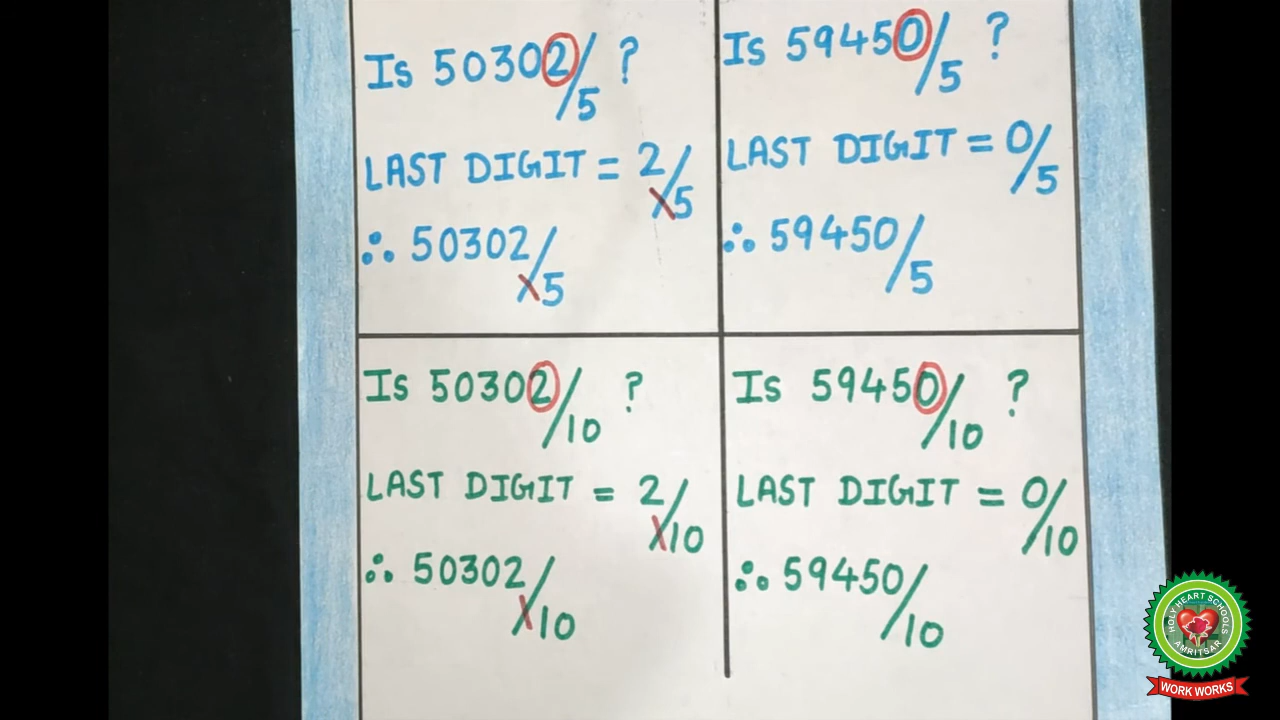 Is 50302/5 ?
LAST DIGIT = 2/5
∴ 50302/5
Is 59450/5 ?
LAST DIGIT = 0/5
∴ 59450/5
Is 50302/10 ?
LAST DIGIT = 2/10
∴ 50302/10
Is 59450/10 ?
LAST DIGIT = 0/10
∴ 59450/10
HOLY HEART SCHOOLS
AMRITSAR
WORK WORKS